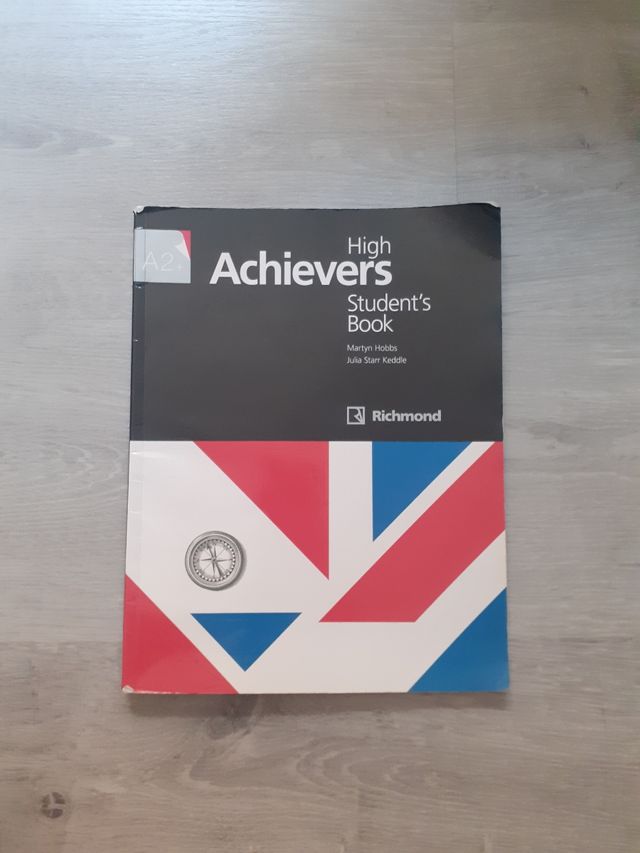 A2+
High
Achievers
Student's
Book
Martyn Hobbs
Julia Starr Keddle
Richmond